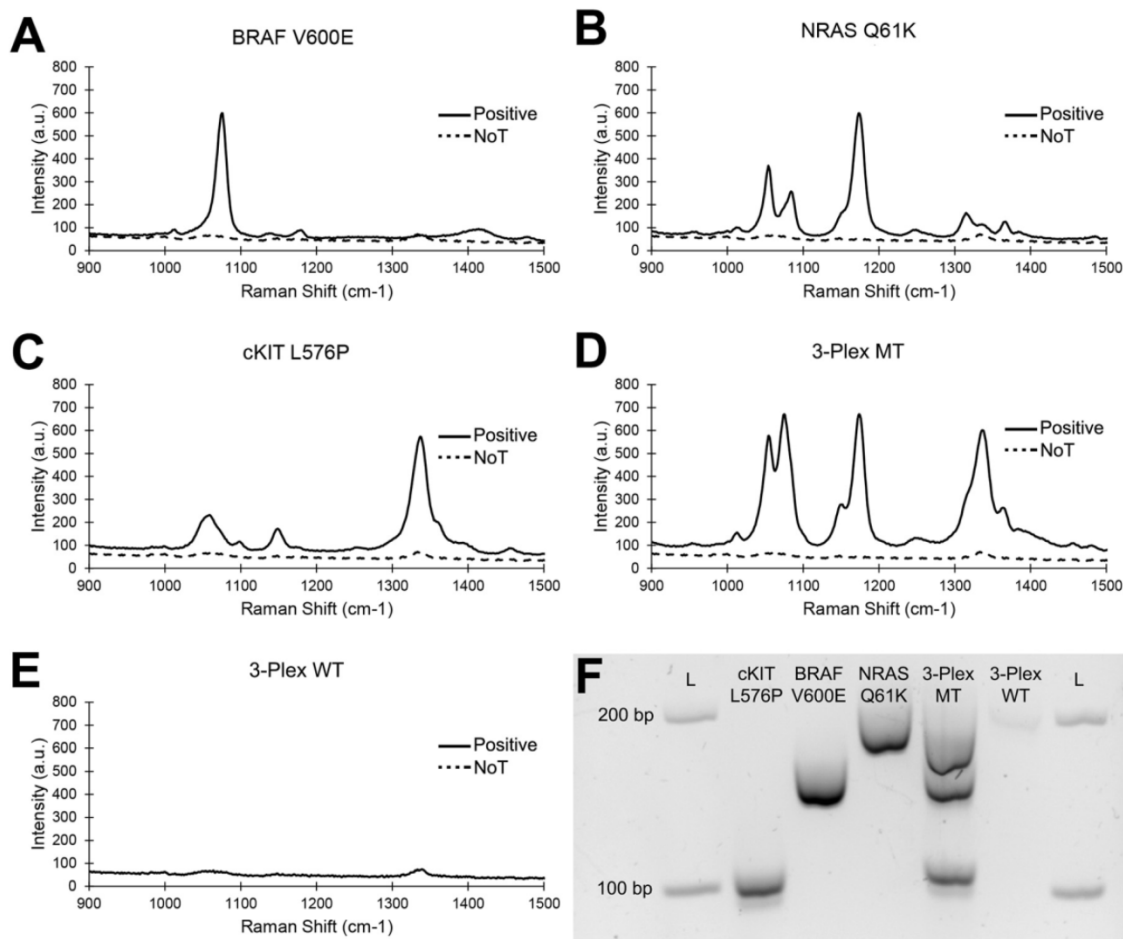 A
BRAF V600E
800
700
600
500
400
300
200
100
0
Intensity (a.u.)
Positive
NoT
900 1000 1100 1200 1300 1400 1500
Raman Shift (cm-1)
B
NRAS Q61K
800
700
600
500
400
300
200
100
0
Intensity (a.u.)
Positive
NoT
900 1000 1100 1200 1300 1400 1500
Raman Shift (cm-1)
C
cKIT L576P
800
700
600
500
400
300
200
100
0
Intensity (a.u.)
Positive
NoT
900 1000 1100 1200 1300 1400 1500
Raman Shift (cm-1)
D
3-Plex MT
800
700
600
500
400
300
200
100
0
Intensity (a.u.)
Positive
NoT
900 1000 1100 1200 1300 1400 1500
Raman Shift (cm-1)
E
3-Plex WT
800
700
600
500
400
300
200
100
0
Intensity (a.u.)
Positive
NoT
900 1000 1100 1200 1300 1400 1500
Raman Shift (cm-1)
F
L
cKIT
L576P
BRAF
V600E
NRAS
Q61K
3-Plex
MT
3-Plex
WT
L
200 bp
100 bp